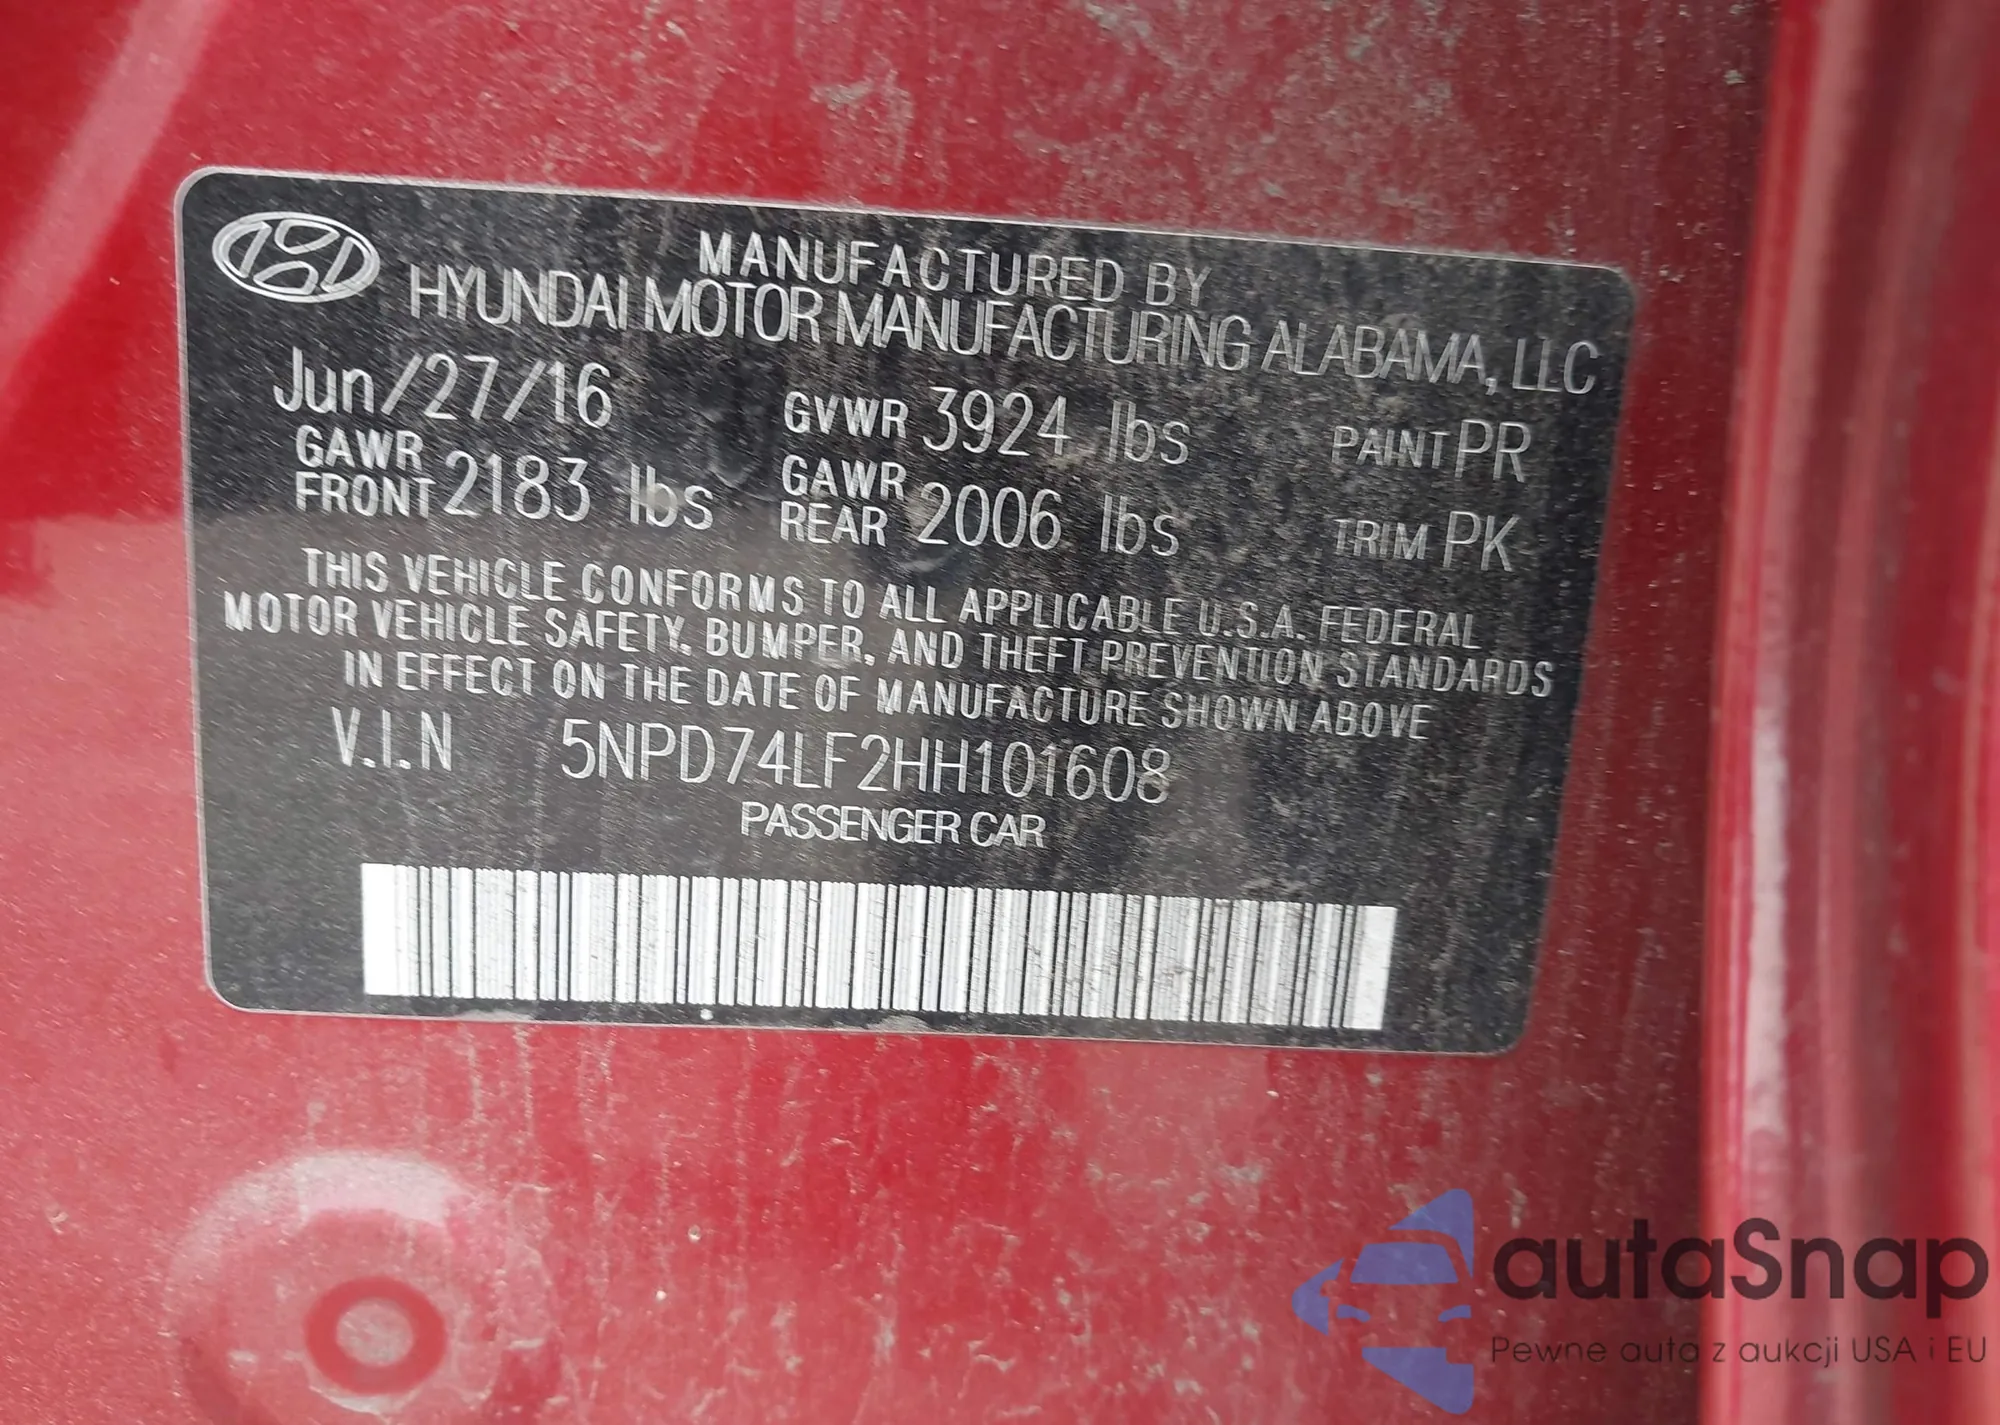 MANUFACTURED BY
HYUNDAI MOTOR MANUFACTURING ALABAMA, LLC
Jun/27/16 GVWR 3924 lbs PAINT PR
GAWR FRONT 2183 lbs GAWR REAR 2006 lbs TRIM PK
THIS VEHICLE CONFORMS TO ALL APPLICABLE U.S.A. FEDERAL
MOTOR VEHICLE SAFETY, BUMPER, AND THEFT PREVENTION STANDARDS
IN EFFECT ON THE DATE OF MANUFACTURE SHOWN ABOVE
V.I.N 5NPD74LF2HH101608
PASSENGER CAR
autoSnap
Pewne auta z aukcji USA i EU